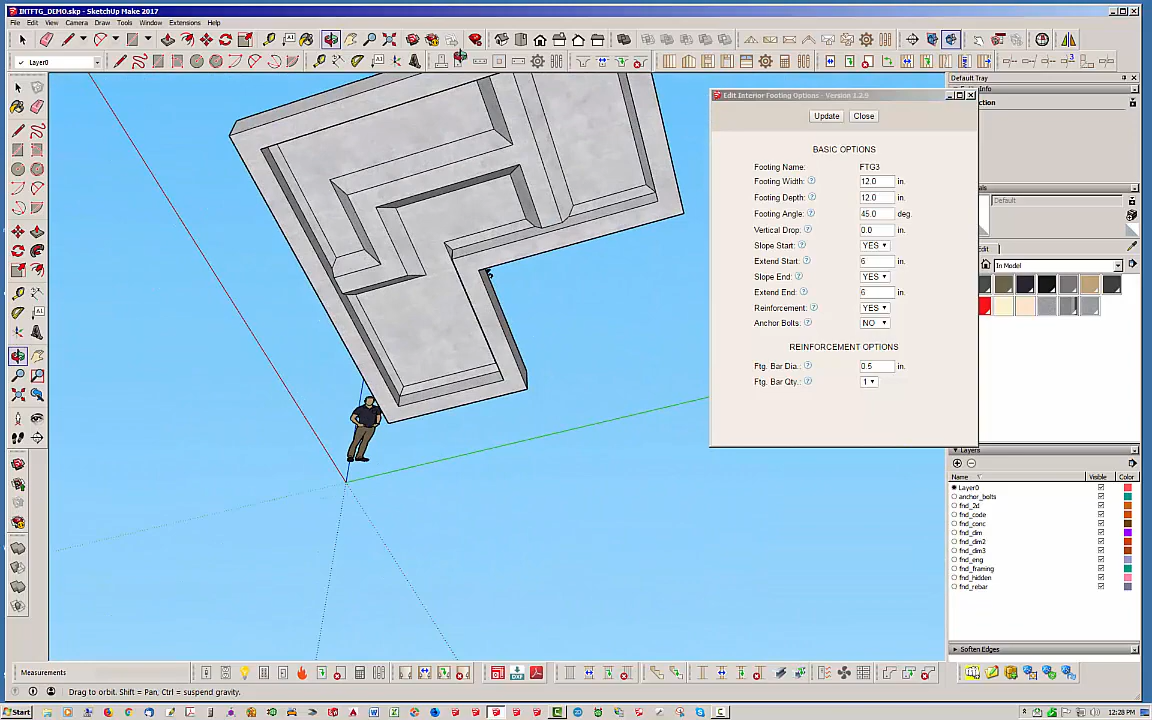 INTFTG_DEMO.skp - SketchUp Make 2017
File Edit View Camera Draw Tools Window Extensions Help
Layer0
Default Tray
Edit Interior Footing Options - Version 1.2.9
Update Close
BASIC OPTIONS
Footing Name: FTG3
Footing Width: 12.0 in.
Footing Depth: 12.0 in.
Footing Angle: 45.0 deg.
Vertical Drop: 0.0 in.
Slope Start: YES
Extend Start: 6 in.
Slope End: YES
Extend End: 6 in.
Reinforcement: YES
Anchor Bolts: NO
REINFORCEMENT OPTIONS
Ftg. Bar Dia.: 0.5 in.
Ftg. Bar Qty.: 1
Default
In Model
Layers
Name Visible Color
Layer0
anchor_bolts
fnd_2d
fnd_code
fnd_conc
fnd_dim
fnd_dim2
fnd_dim3
fnd_eng
fnd_framing
fnd_hidden
fnd_rebar
Soften Edges
Measurements
Drag to orbit. Shift = Pan, Ctrl = suspend gravity.
Start
12:28 PM